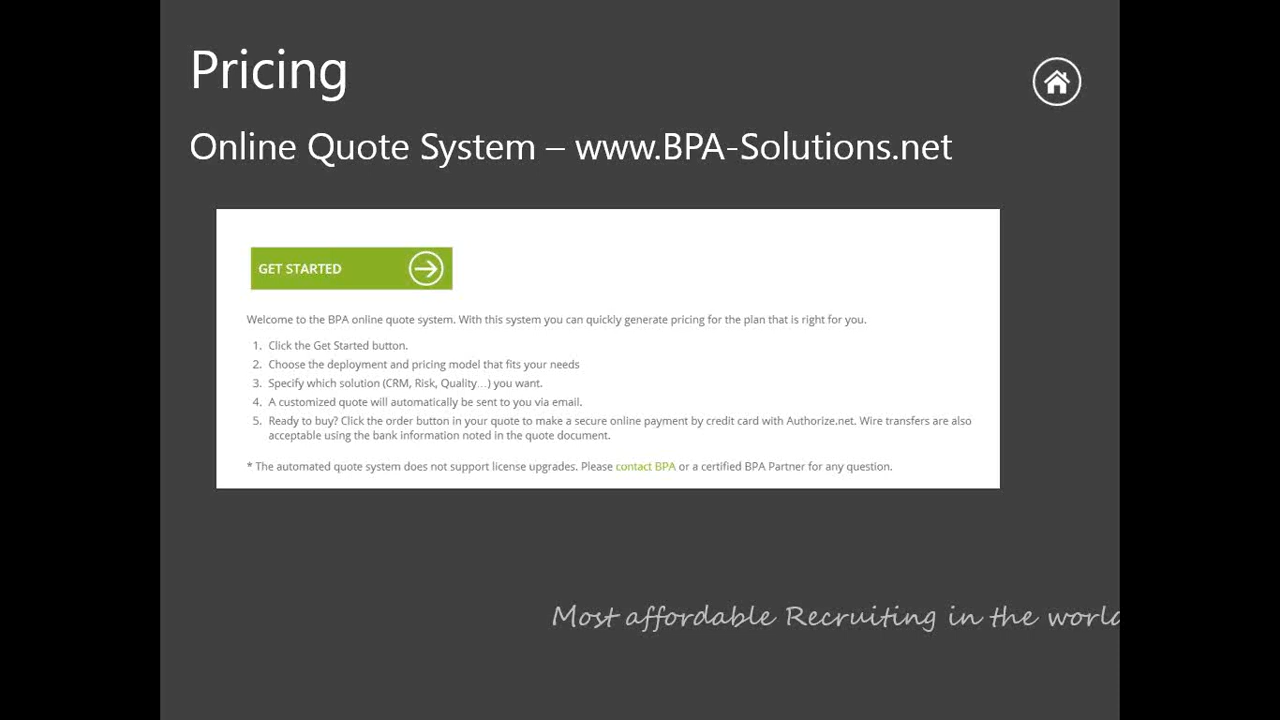 Pricing
Online Quote System – www.BPA-Solutions.net
GET STARTED
Welcome to the BPA online quote system. With this system you can quickly generate pricing for the plan that is right for you.
1. Click the Get Started button.
2. Choose the deployment and pricing model that fits your needs
3. Specify which solution (CRM, Risk, Quality...) you want.
4. A customized quote will automatically be sent to you via email.
5. Ready to buy? Click the order button in your quote to make a secure online payment by credit card with Authorize.net. Wire transfers are also
acceptable using the bank information noted in the quote document.
* The automated quote system does not support license upgrades. Please contact BPA or a certified BPA Partner for any question.
Most affordable Recruiting in the world